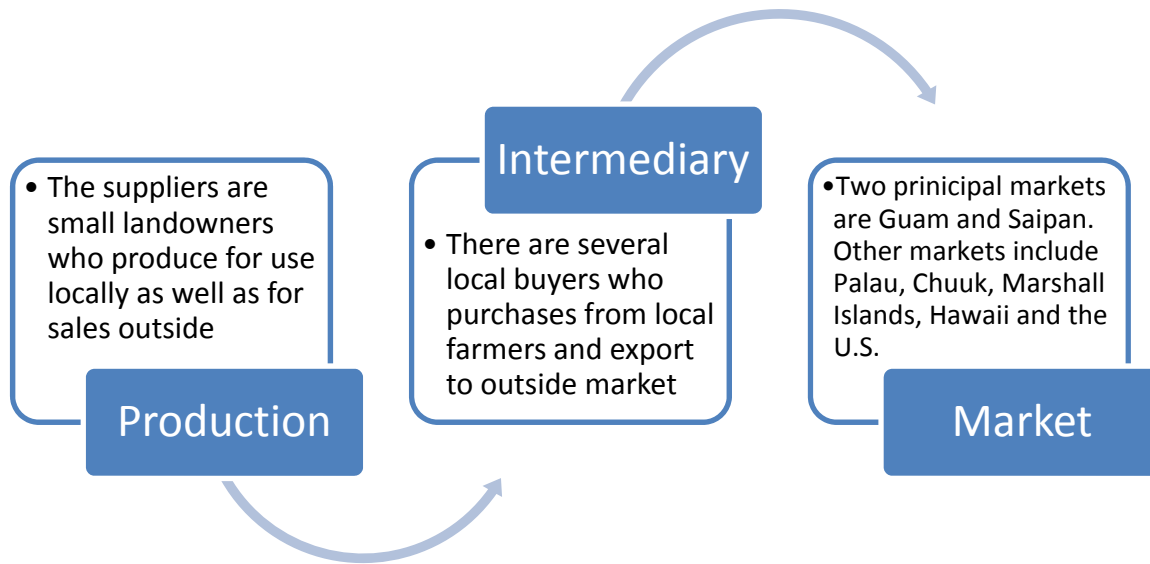 • The suppliers are
small landowners
who produce for use
locally as well as for
sales outside
Production
Intermediary
• There are several
local buyers who
purchases from local
farmers and export
to outside market
•Two prinicipal markets
are Guam and Saipan.
Other markets include
Palau, Chuuk, Marshall
Islands, Hawaii and the
U.S.
Market